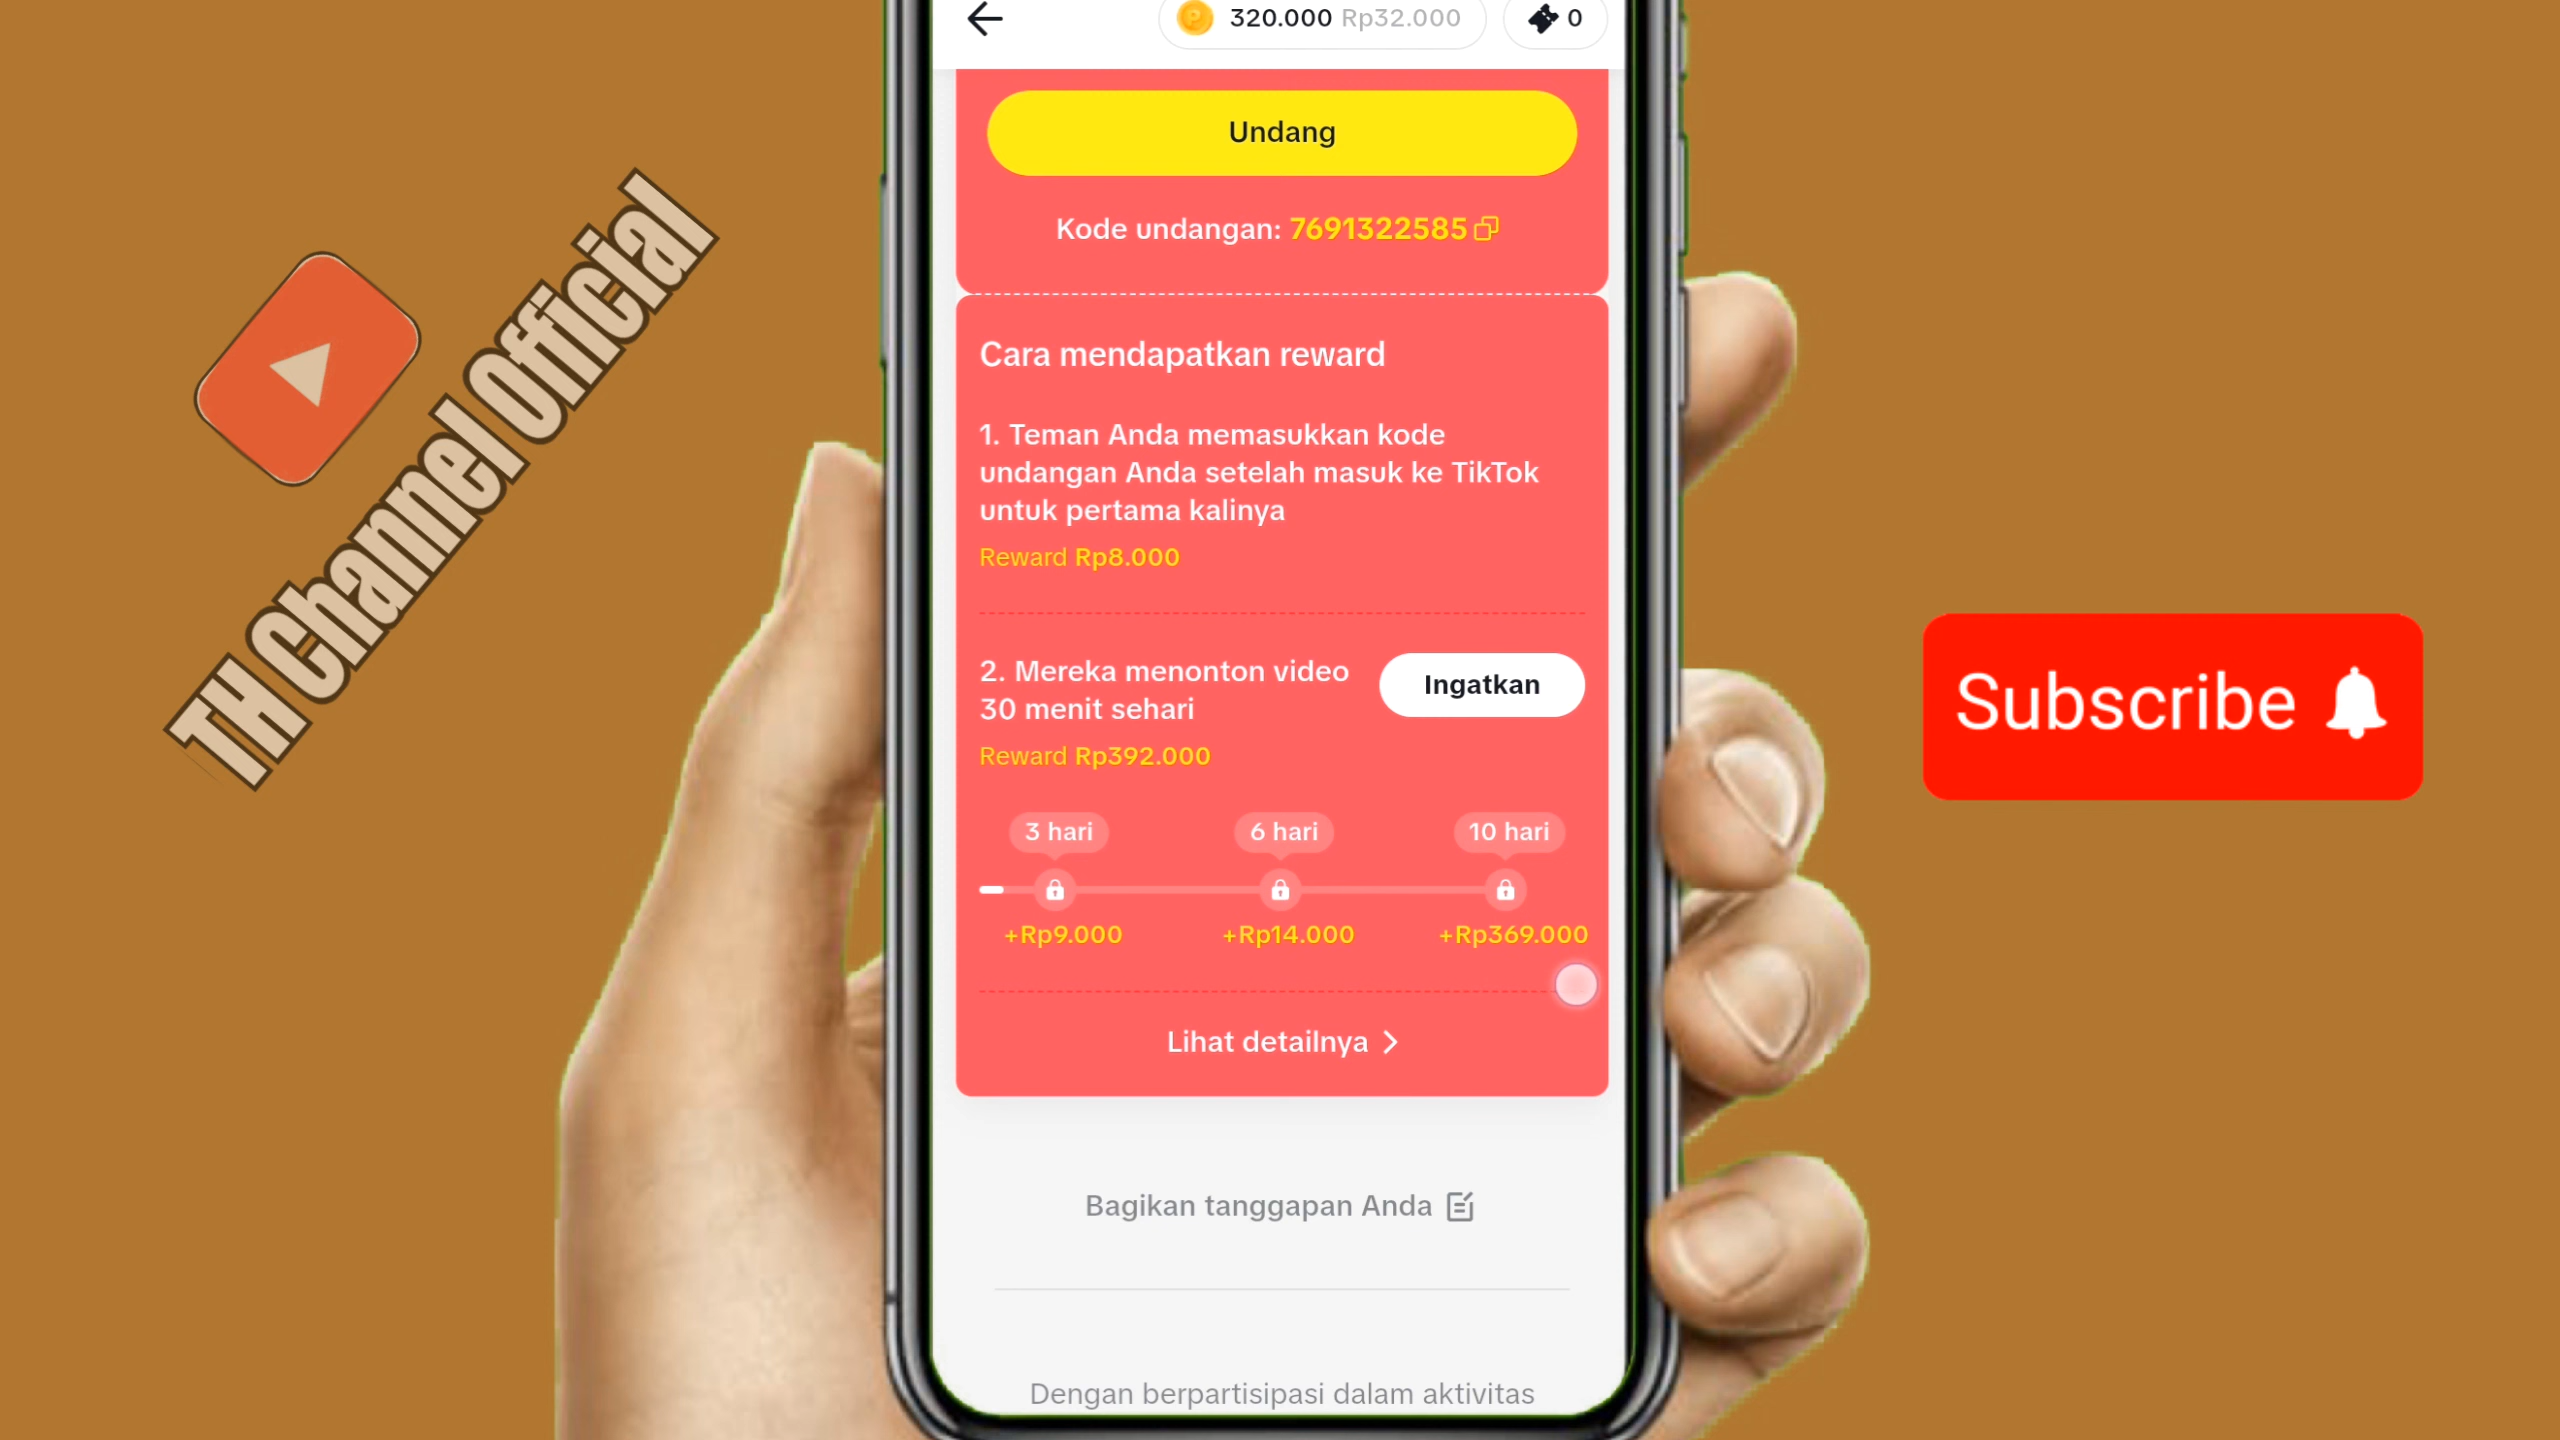 320.000 Rp32.000
0
Undang
Kode undangan: 7691322585
Cara mendapatkan reward
1. Teman Anda memasukkan kode
undangan Anda setelah masuk ke TikTok
untuk pertama kalinya
Reward Rp8.000
2. Mereka menonton video
30 menit sehari
Ingatkan
Reward Rp392.000
3 hari
6 hari
10 hari
+Rp9.000
+Rp14.000
+Rp369.000
Lihat detailnya
Bagikan tanggapan Anda
Dengan berpartisipasi dalam aktivitas
TH Channel Official
Subscribe